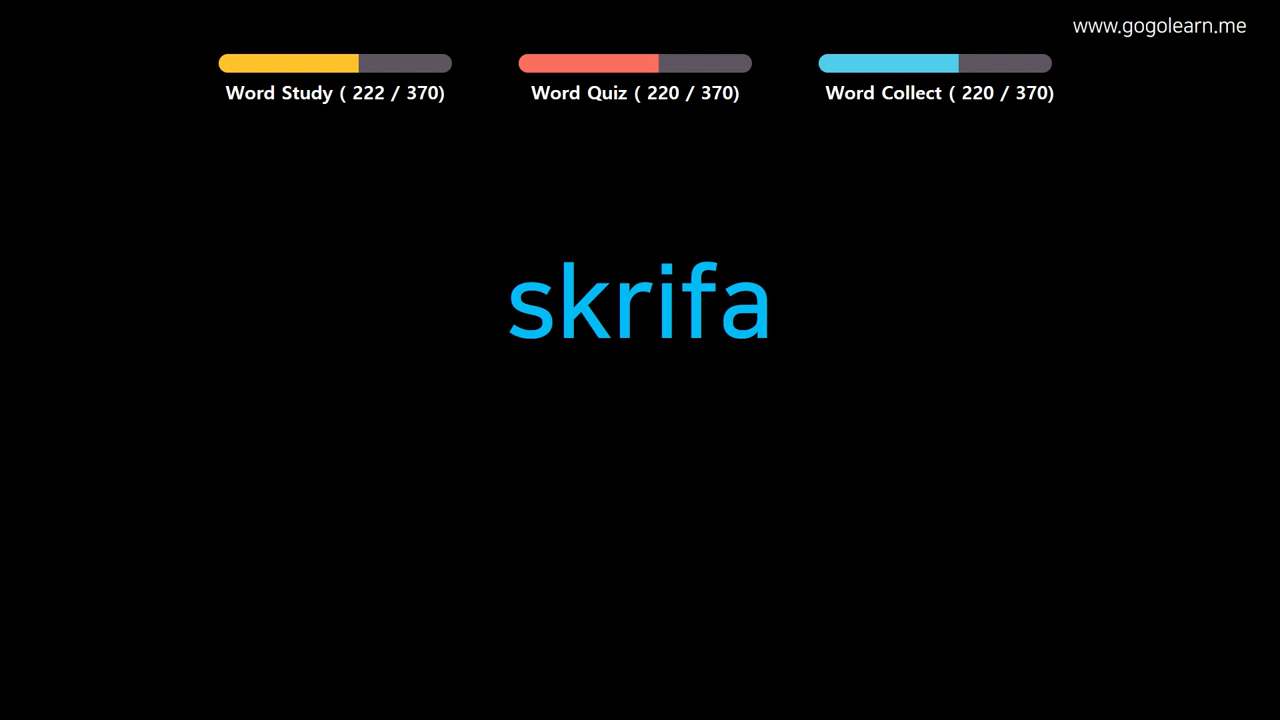 www.gogolearn.me
Word Study ( 222 / 370)
Word Quiz ( 220 / 370)
Word Collect ( 220 / 370)
skrifa